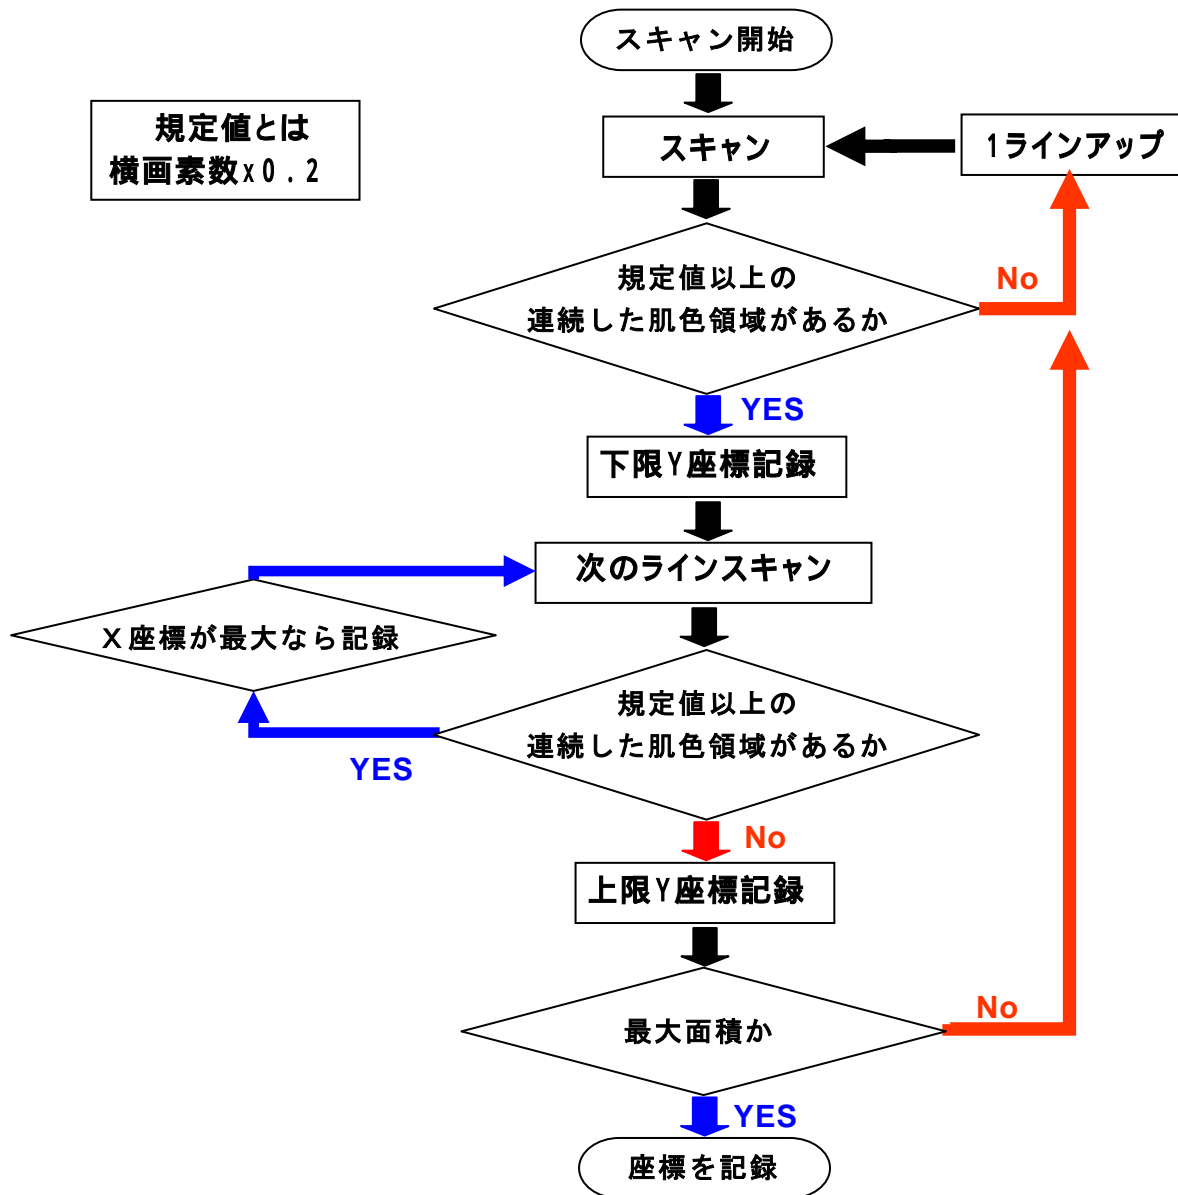 スキャン開始
規定値とは
横画素数x0.2
スキャン
1ラインアップ
規定値以上の
連続した肌色領域があるか
No
YES
下限Y座標記録
次のラインスキャン
X座標が最大なら記録
規定値以上の
連続した肌色領域があるか
YES
No
上限Y座標記録
最大面積か
No
YES
座標を記録